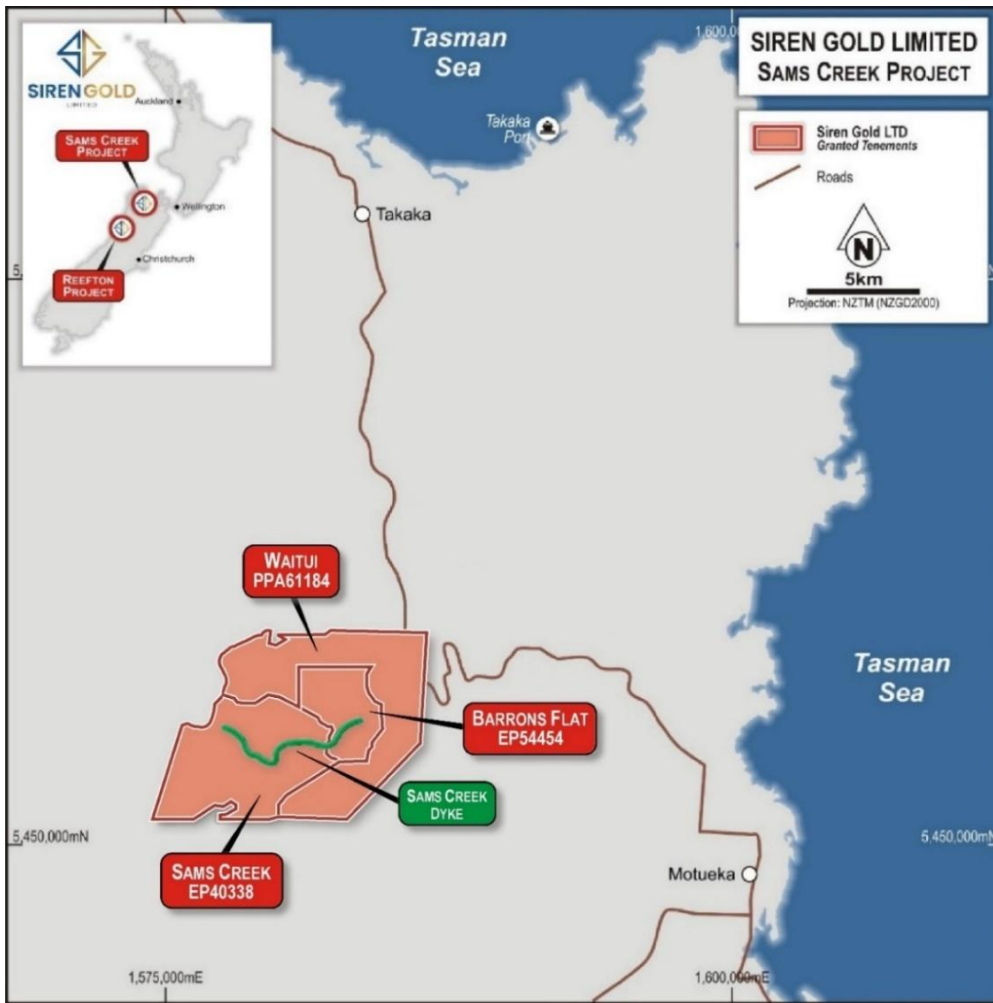 SIREN GOLD
LIMITED
Auckland
SAMS CREEK
PROJECT
Wellington
Christchurch
REEFTON
PROJECT
Tasman
Sea
1,600,0
SIREN GOLD LIMITED
SAMS CREEK PROJECT
Siren Gold LTD
Granted Tenements
Roads
N
5km
Projection: NZTM (NZGD2000)
Takaka
Port
Takaka
WAITUI
PPA61184
BARRONS FLAT
EP54454
SAMS CREEK
DYKE
SAMS CREEK
EP40338
Tasman
Sea
5,450,000mN
5,450,000mN
Motueka
1,575,000mE
1,600,000mE